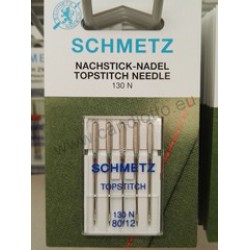 SCHMETZ
NACHSTICK-NADEL
TOPSTITCH NEEDLE
130 N
SCHMETZ
TOPSTITCH
130 N
80/12